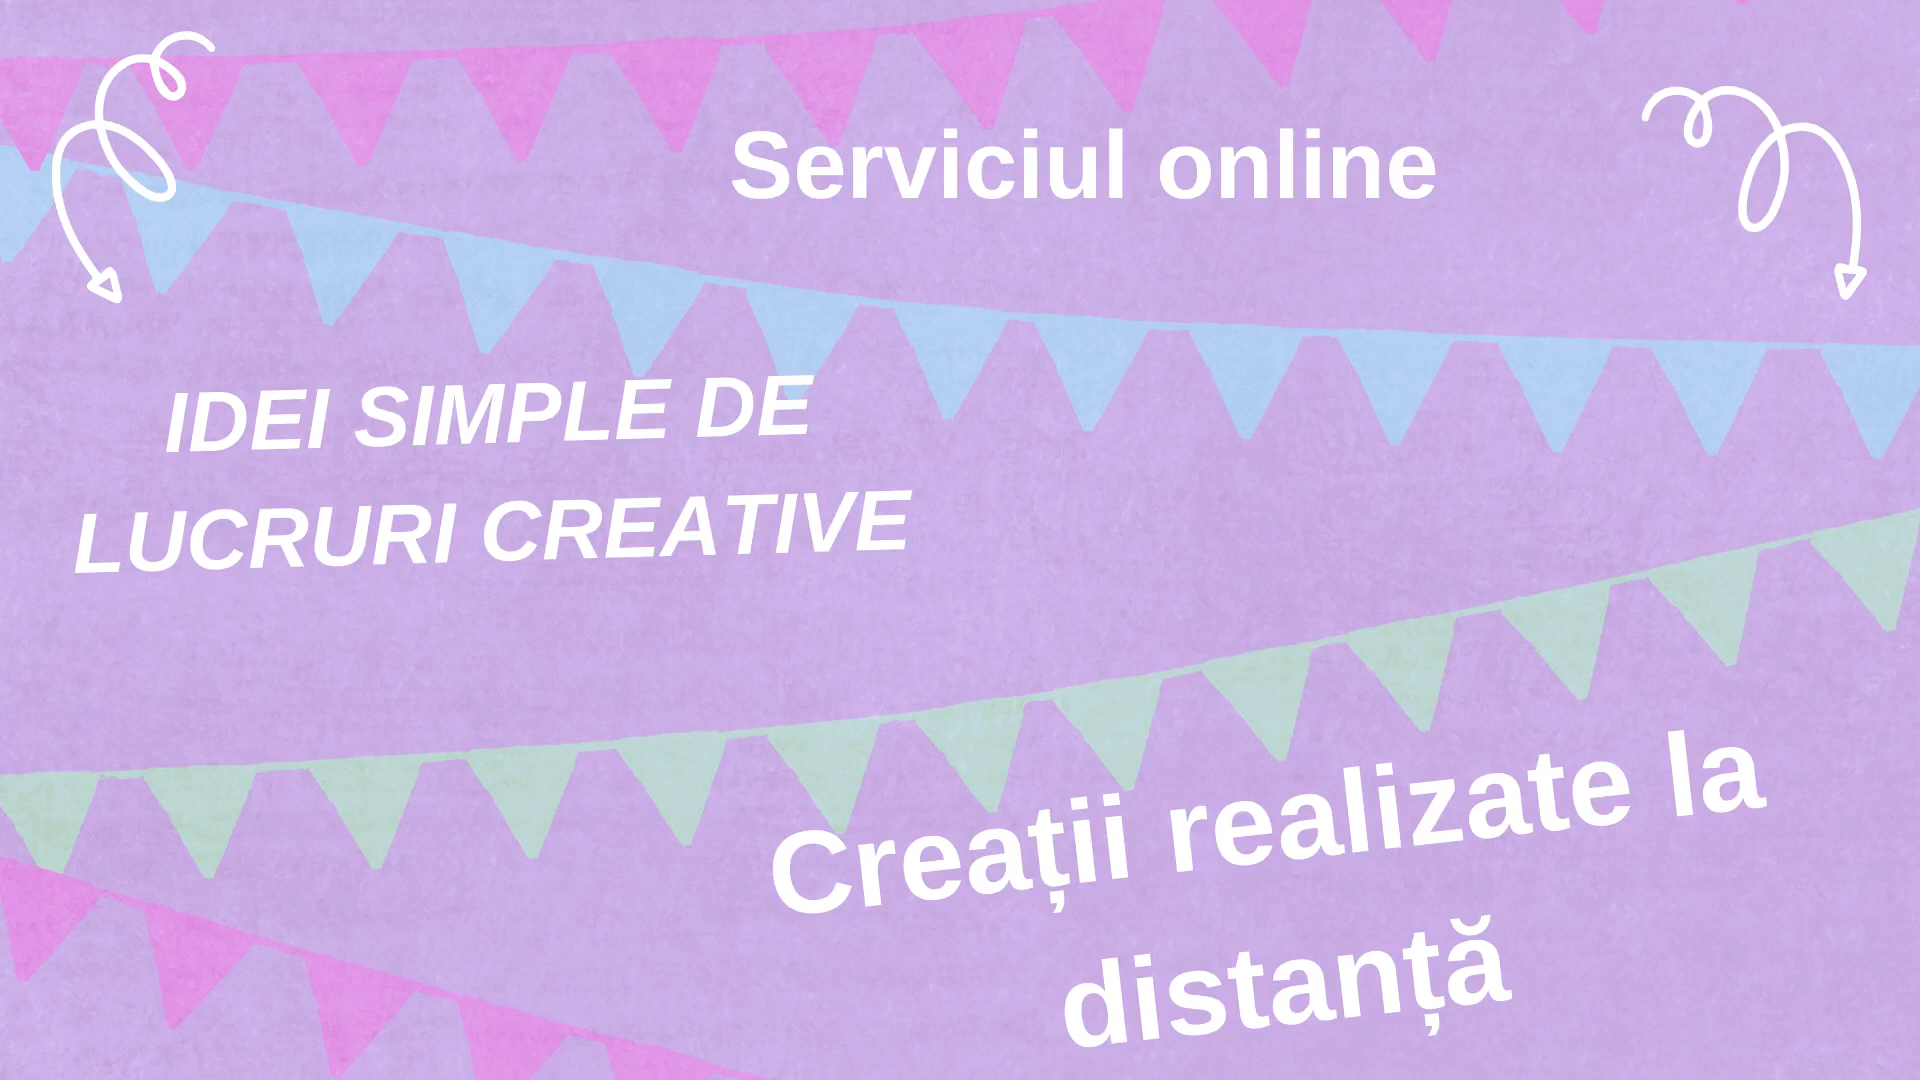 Serviciul online
IDEI SIMPLE DE
LUCRURI CREATIVE
Creații realizate la
distanță